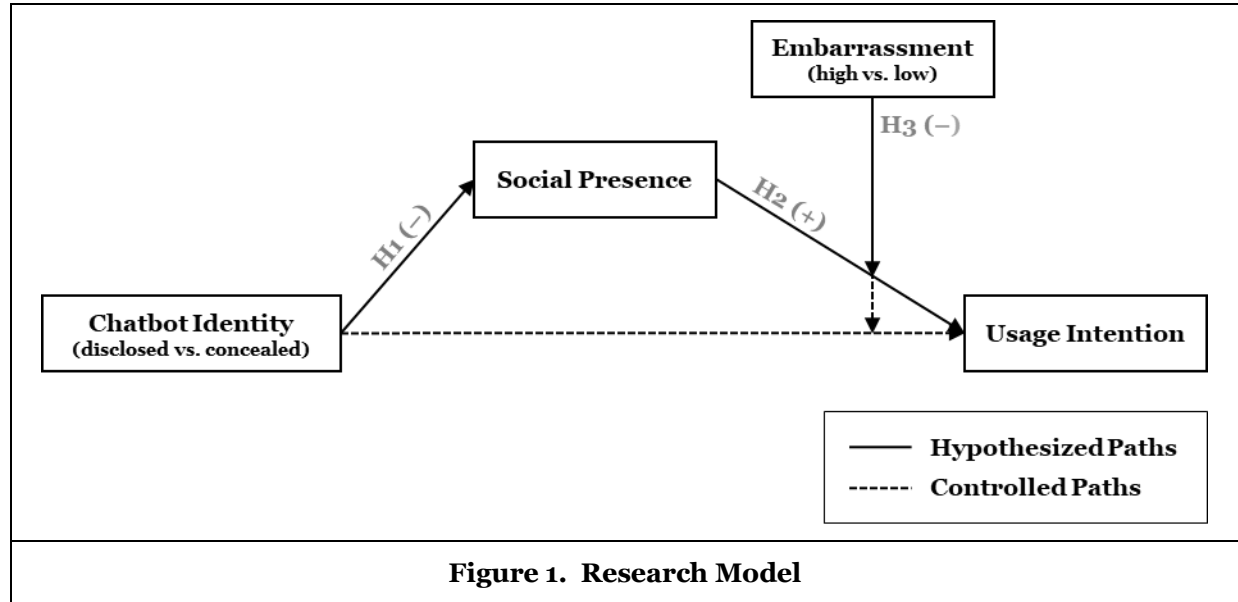 Embarrassment
(high vs. low)
H3 (–)
Social Presence
H1 (–)
H2 (+)
Chatbot Identity
(disclosed vs. concealed)
Usage Intention
Hypothesized Paths
Controlled Paths
Figure 1. Research Model